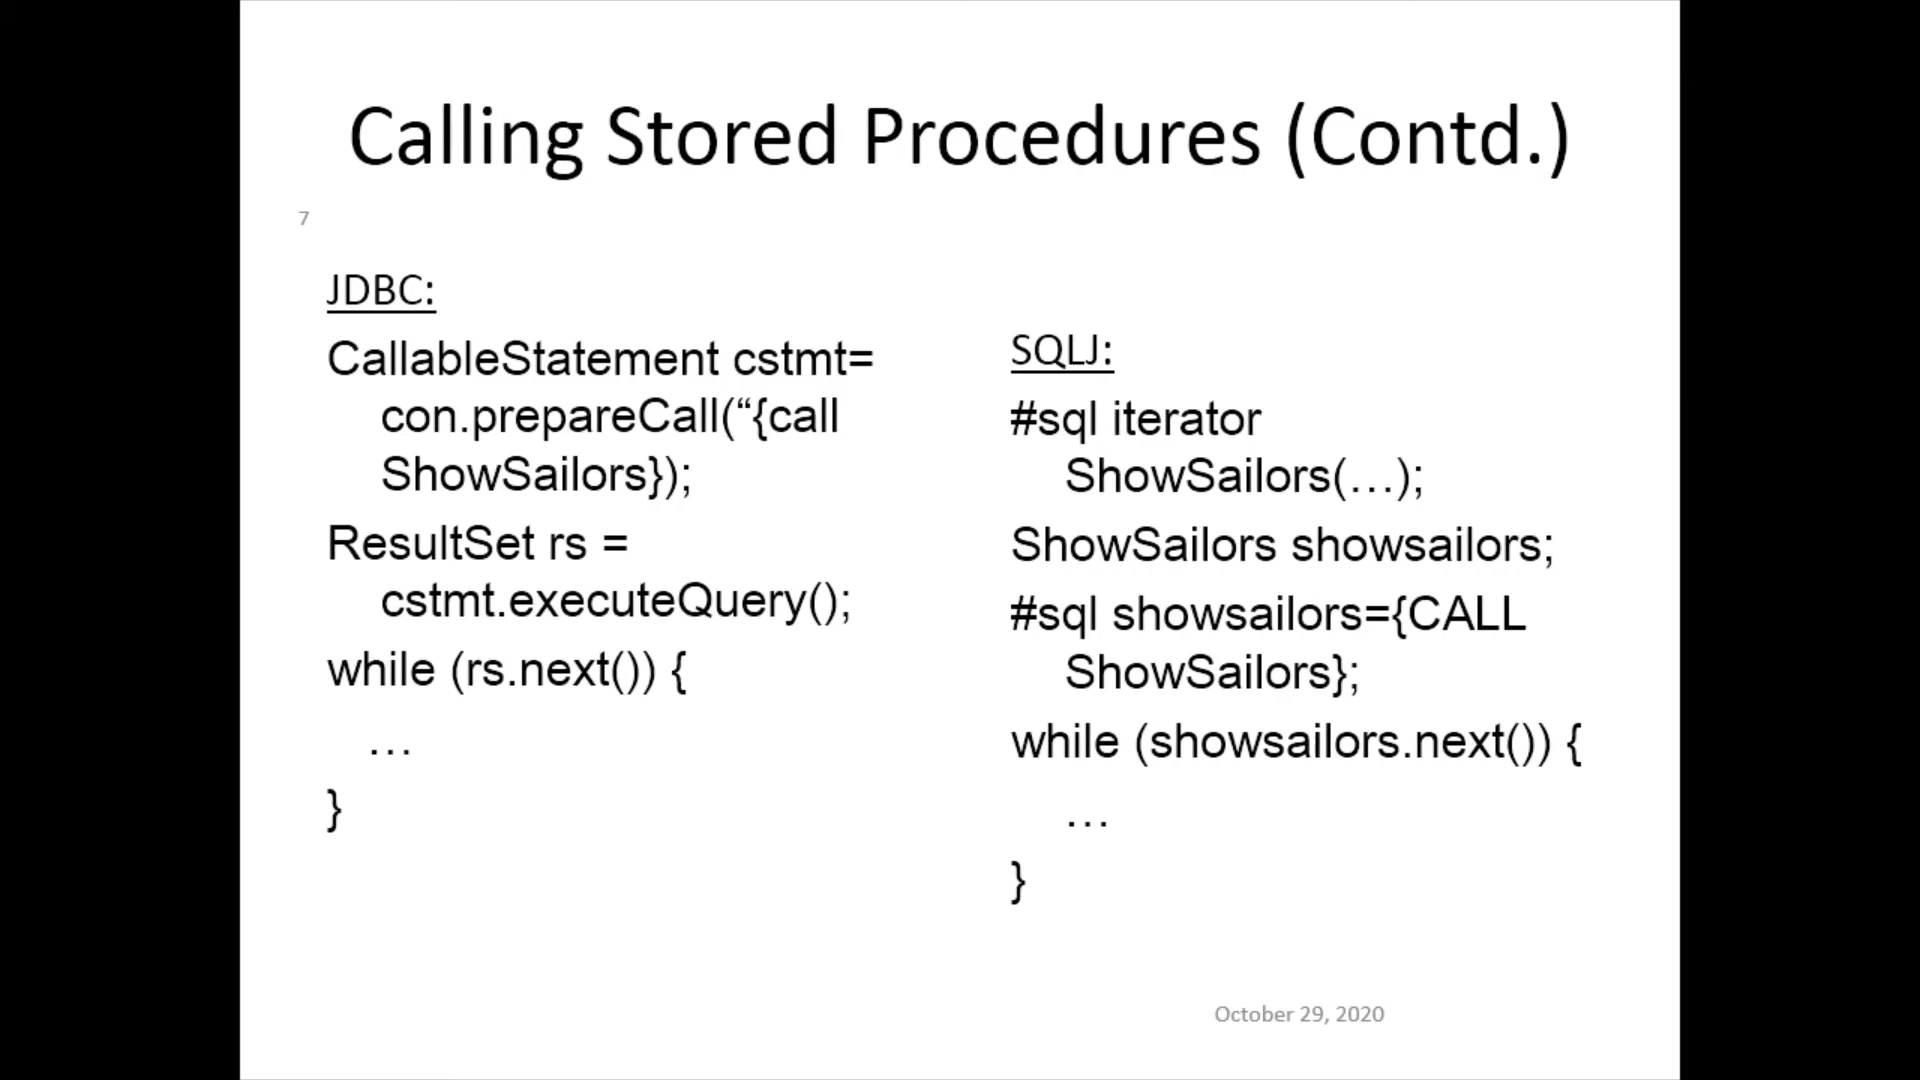 Calling Stored Procedures (Contd.)
7
JDBC:
CallableStatement cstmt=
con.prepareCall(“{call
ShowSailors});
ResultSet rs =
cstmt.executeQuery();
while (rs.next()) {
…
}
SQLJ:
#sql iterator
ShowSailors(…);
ShowSailors showsailors;
#sql showsailors={CALL
ShowSailors};
while (showsailors.next()) {
…
}
October 29, 2020